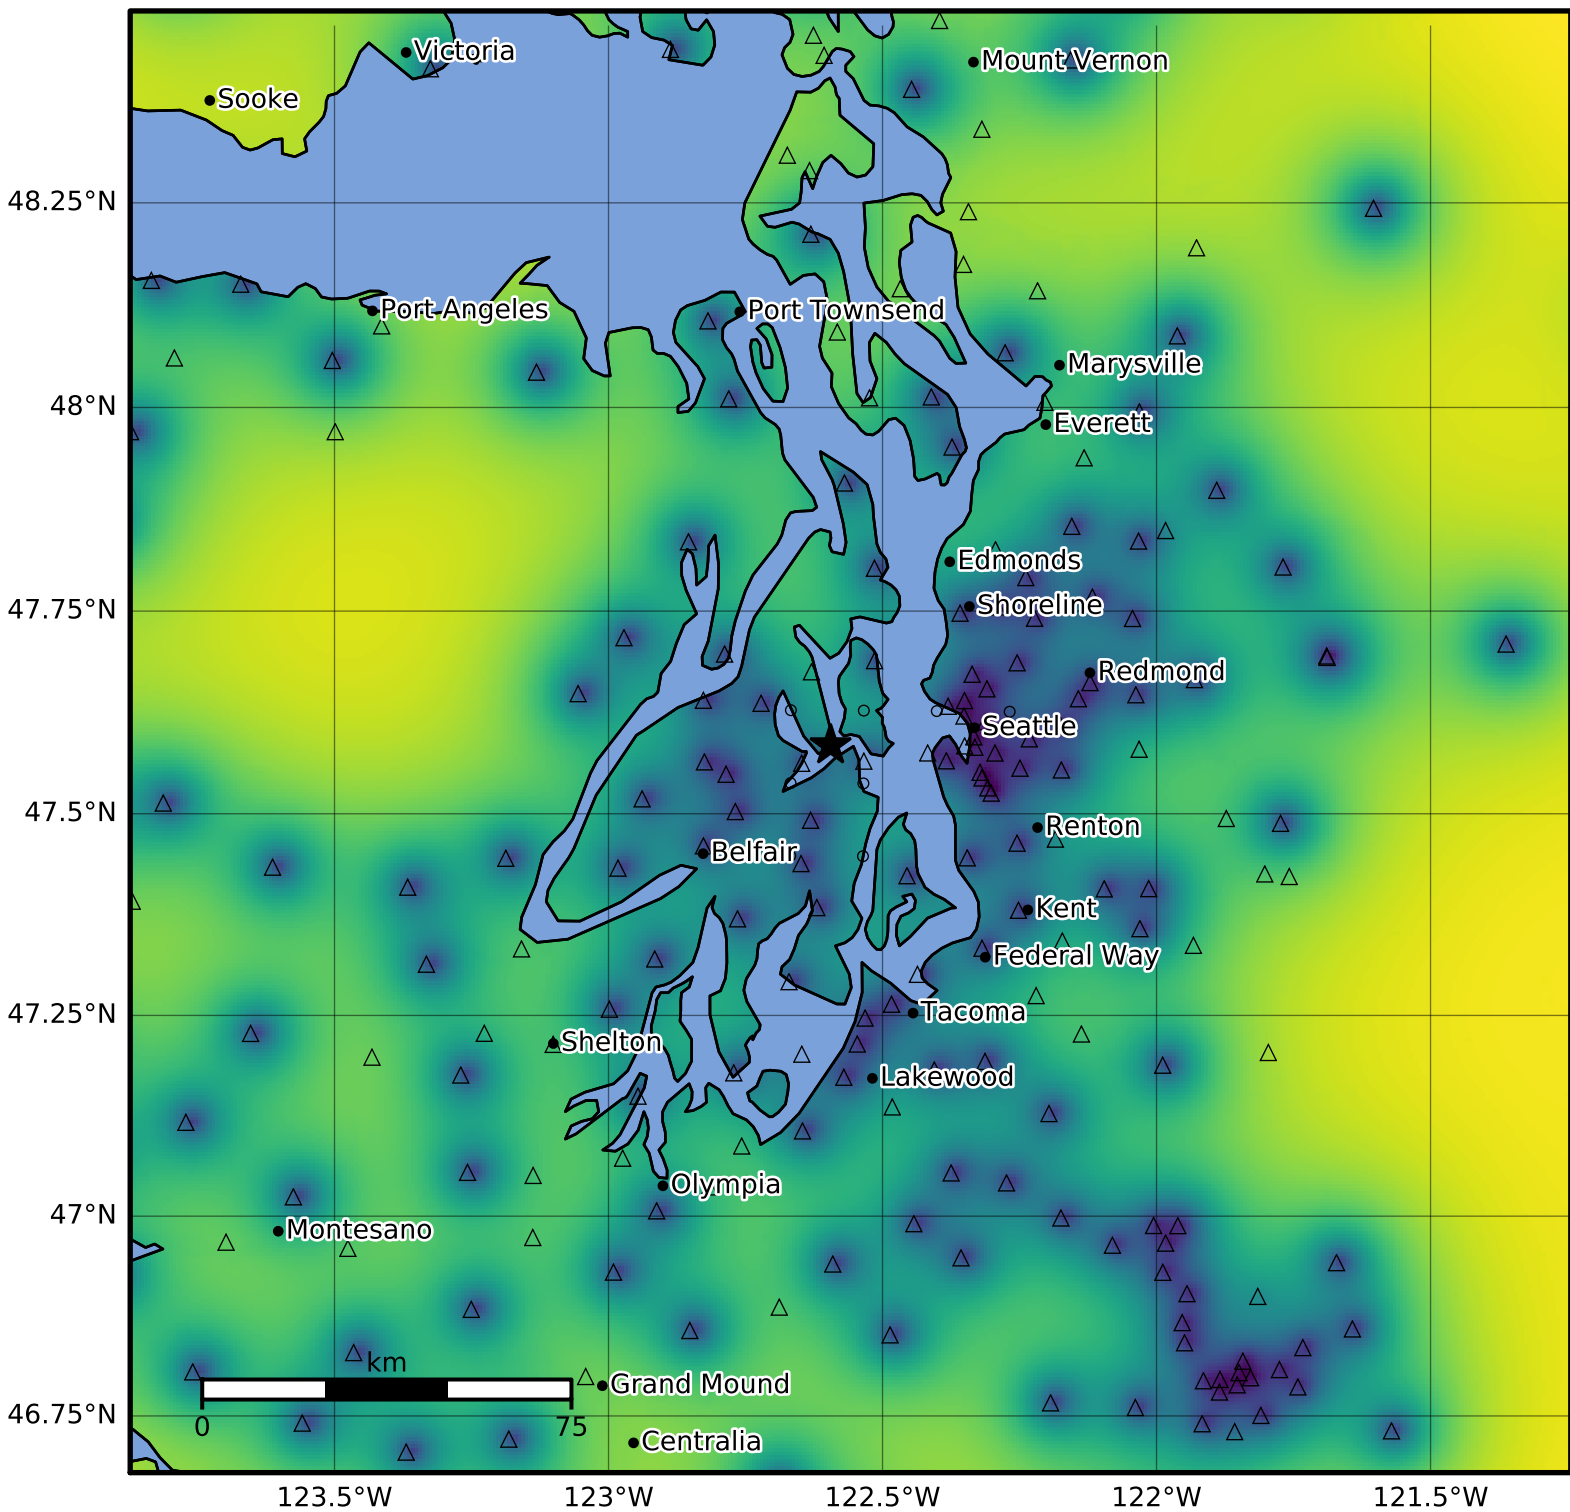 Victoria
Mount Vernon
Sooke
48.25°N
Port Angeles
Port Townsend
Marysville
48°N
Everett
Edmonds
Shoreline
47.75°N
Redmond
Seattle
47.5°N
Renton
Belfair
Kent
Federal Way
47.25°N
Tacoma
Shelton
Lakewood
Olympia
47°N
Montesano
km
Grand Mound
46.75°N
0
75
Centralia
123.5°W
123°W
122.5°W
122°W
121.5°W